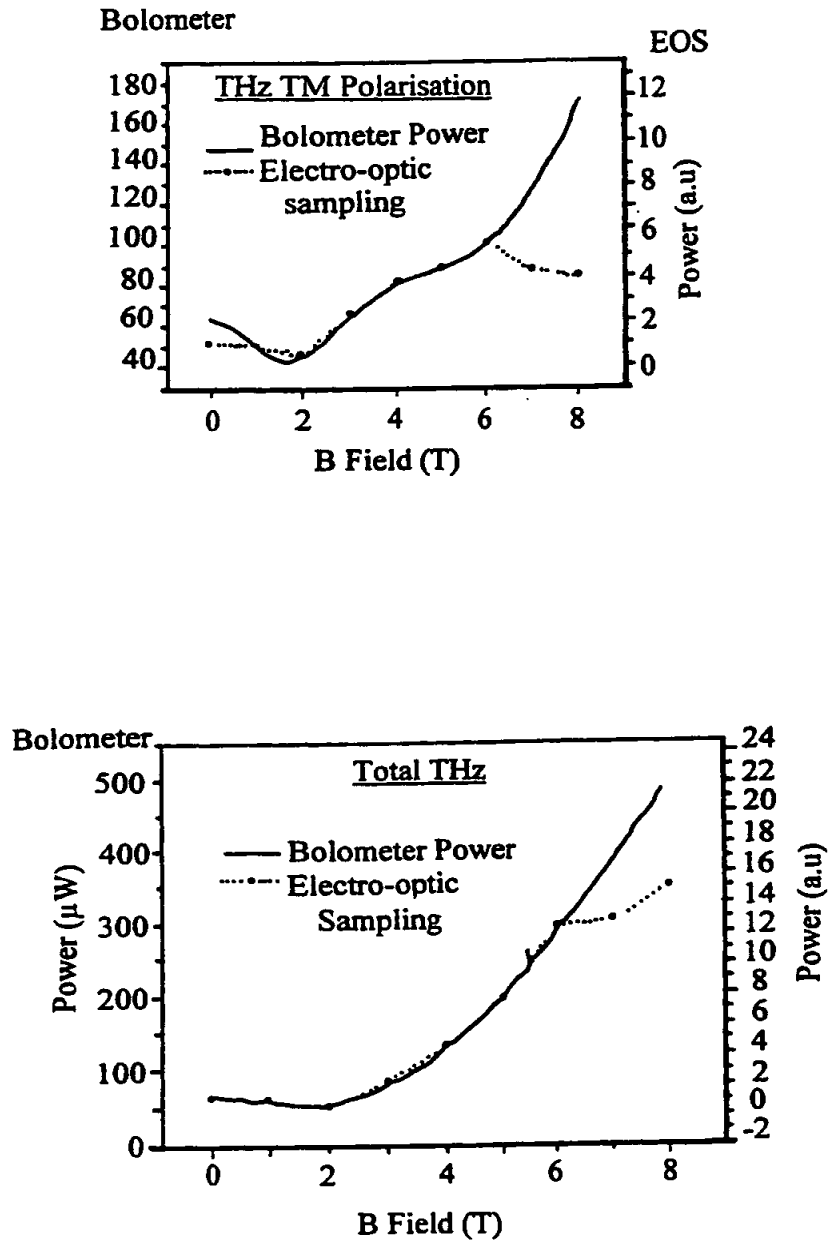 Bolometer
EOS
THz TM Polarisation
Bolometer Power
Electro-optic
sampling
180
160
140
120
100
80
60
40
12
10
8
6
4
2
0
Power (a.u)
0 2 4 6 8
B Field (T)
Bolometer
Total THz
Bolometer Power
Electro-optic
Sampling
Power (µW)
500
400
300
200
100
0
24
22
20
18
16
14
12
10
8
6
4
2
0
-2
Power (a.u)
0 2 4 6 8
B Field (T)